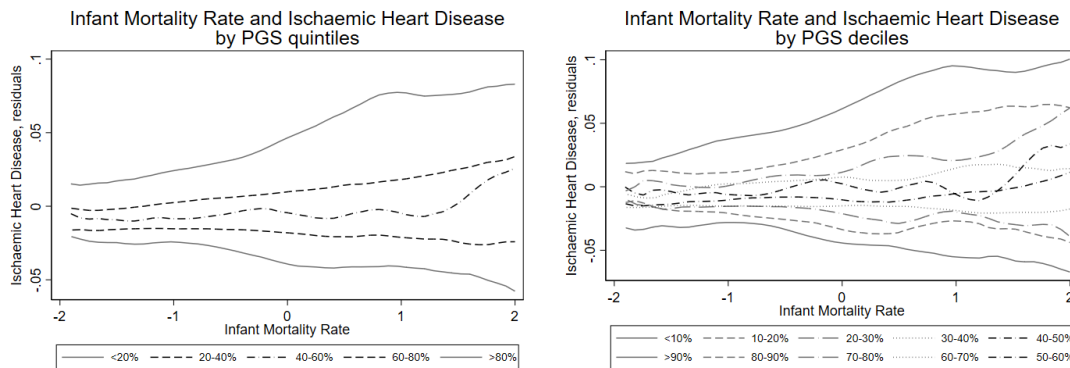 Infant Mortality Rate and Ischaemic Heart Disease
by PGS quintiles
Ischaemic Heart Disease, residuals
.1
.05
0
-.05
-2
-1
0
1
2
Infant Mortality Rate
<20% 20-40% 40-60% 60-80% >80%
Infant Mortality Rate and Ischaemic Heart Disease
by PGS deciles
Ischaemic Heart Disease, residuals
.1
.05
0
-.05
-2
-1
0
1
2
Infant Mortality Rate
<10% 10-20% 20-30% 30-40% 40-50%
>90% 80-90% 70-80% 60-70% 50-60%